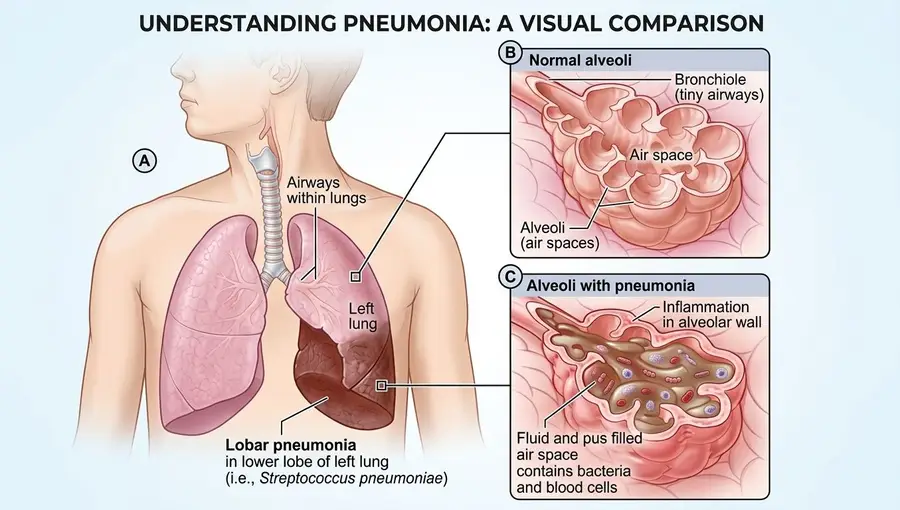 UNDERSTANDING PNEUMONIA: A VISUAL COMPARISON
A
Airways
within lungs
Left
lung
Lobar pneumonia
in lower lobe of left lung
(i.e., Streptococcus pneumoniae)
B
Normal alveoli
Bronchiole
(tiny airways)
Air space
Alveoli
(air spaces)
C
Alveoli with pneumonia
Inflammation
in alveolar wall
Fluid and pus filled
air space
contains bacteria
and blood cells